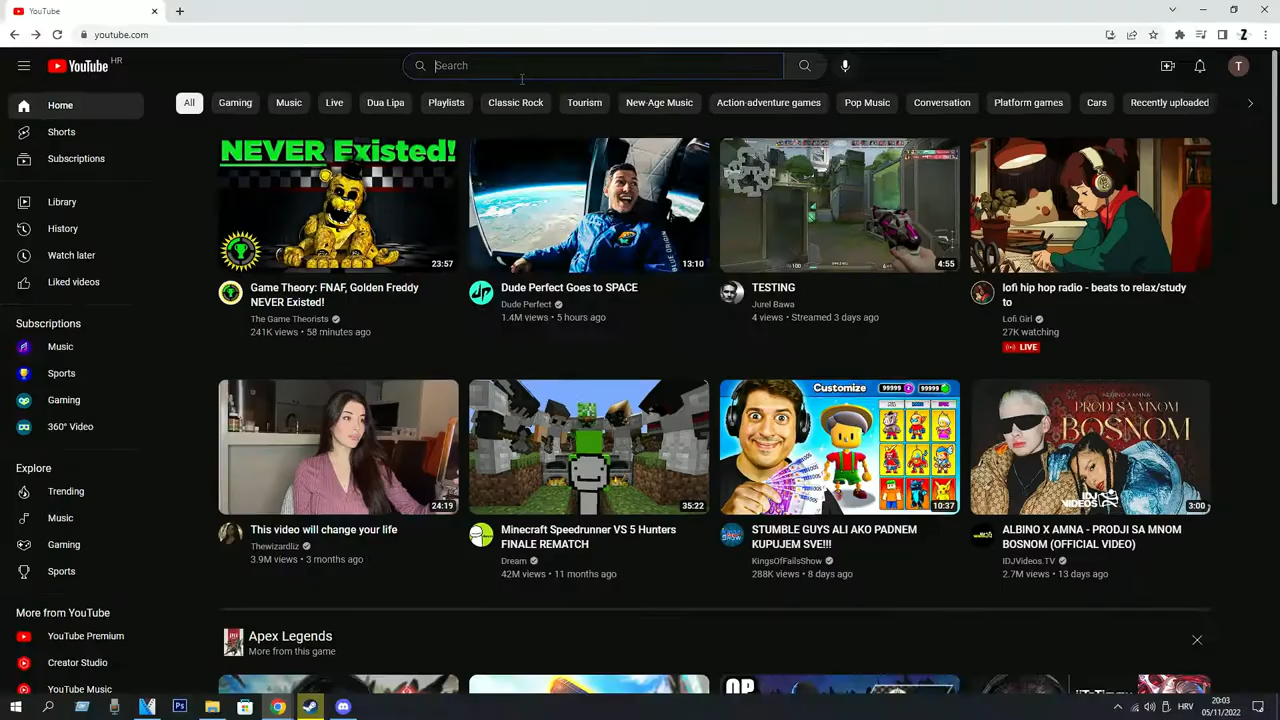 YouTube
youtube.com
YouTube HR
Search
T
All
Gaming
Music
Live
Dua Lipa
Playlists
Classic Rock
Tourism
New-Age Music
Action-adventure games
Pop Music
Conversation
Platform games
Cars
Recently uploaded
Home
Shorts
Subscriptions
Library
History
Watch later
Liked videos
Subscriptions
Music
Sports
Gaming
360° Video
Explore
Trending
Music
Gaming
Sports
More from YouTube
YouTube Premium
Creator Studio
YouTube Music
NEVER Existed!
23:57
Game Theory: FNAF, Golden Freddy
NEVER Existed!
The Game Theorists
241K views • 58 minutes ago
BLUE ORIGIN
13:10
Dude Perfect Goes to SPACE
Dude Perfect
1.4M views • 5 hours ago
4:55
TESTING
Jurel Bawa
4 views • Streamed 3 days ago
lofi hip hop radio - beats to relax/study
to
Lofi Girl
27K watching
LIVE
24:19
This video will change your life
Thewizardliz
3.9M views • 3 months ago
35:22
Minecraft Speedrunner VS 5 Hunters
FINALE REMATCH
Dream
42M views • 11 months ago
Customize
99999
99999
10:37
STUMBLE GUYS ALI AKO PADNEM
KUPUJEM SVE!!!
KingsOfFailsShow
288K views • 8 days ago
ALBINO X AMNA
PRODJI SA MNOM
BOSNOM
IDJ
VIDEOS
3:00
ALBINO X AMNA - PRODJI SA MNOM
BOSNOM (OFFICIAL VIDEO)
IDJVideos.TV
2.7M views • 13 days ago
Apex Legends
More from this game
OP
HRV
20:03
05/11/2022